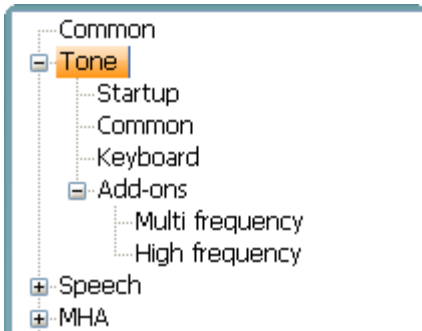 Common
Tone
Startup
Common
Keyboard
Add-ons
Multi frequency
High frequency
Speech
MHA